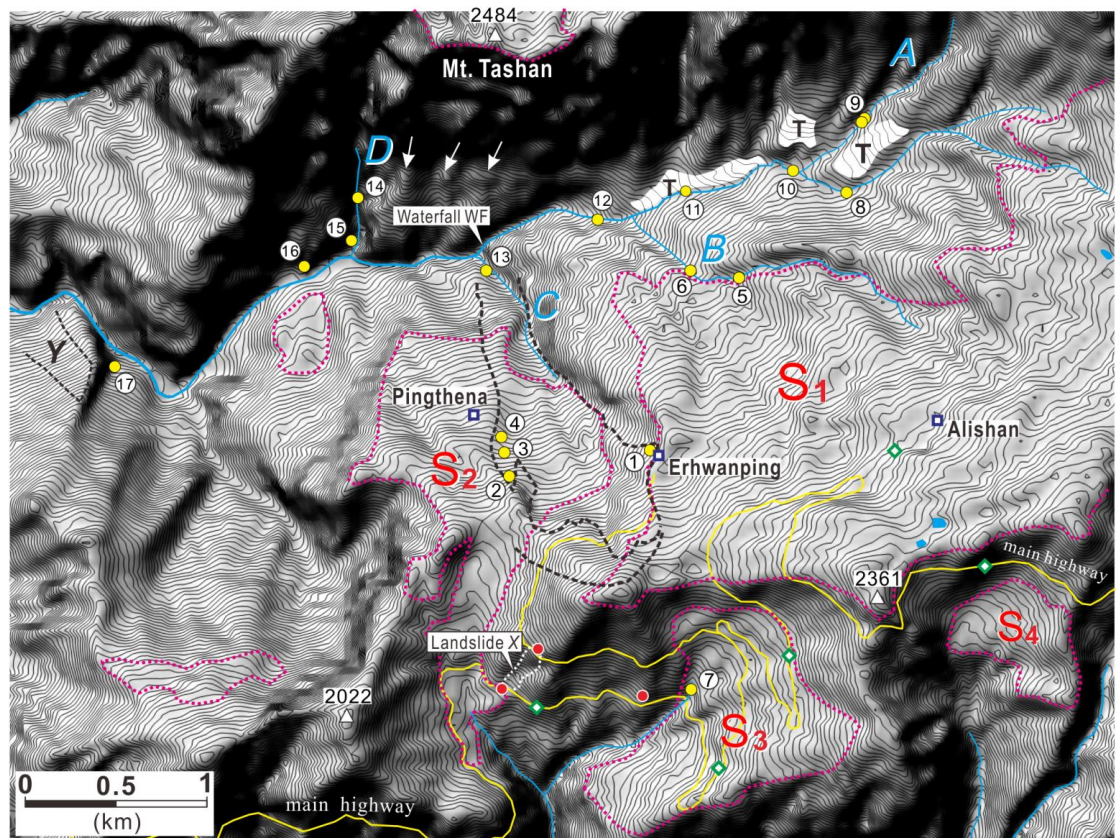 2484
Mt. Tashan
A
9
T
T
D
14
T
10
8
11
12
Waterfall WF
15
16
13
B
6
5
C
Y
17
S1
Pingthena
4
Alishan
3
1
Erhwanping
S2
2
main highway
2361
S4
Landslide X
7
2022
S3
0 0.5 1
(km)
main highway